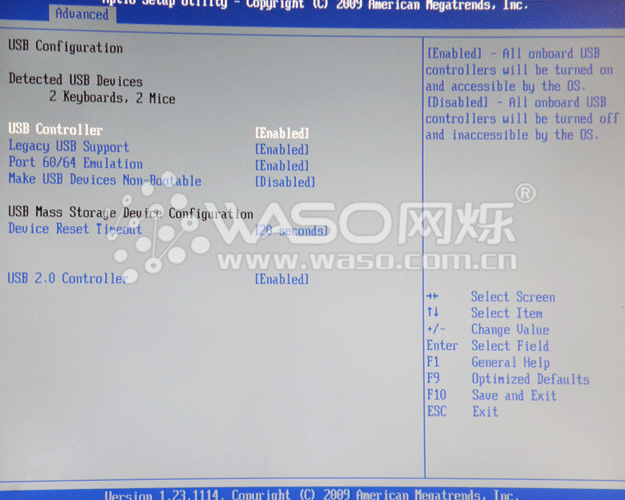 Aptio Setup Utility - Copyright (C) 2009 American Megatrends, Inc.
Advanced
USB Configuration
Detected USB Devices
2 Keyboards, 2 Mice
USB Controller [Enabled]
Legacy USB Support [Enabled]
Port 60/64 Emulation [Enabled]
Make USB Devices Non-Bootable [Disabled]
USB Mass Storage Device Configuration
Device Reset Timeout [20 seconds]
USB 2.0 Controller [Enabled]
[Enabled] - All onboard USB
controllers will be turned on
and accessible by the OS.
[Disabled] - All onboard USB
controllers will be turned off
and inaccessible by the OS.
→← Select Screen
↑↓ Select Item
+/- Change Value
Enter Select Field
F1 General Help
F9 Optimized Defaults
F10 Save and Exit
ESC Exit
WASO网烁®
www.waso.com.cn
Version 1.23.1114. Copyright (C) 2009 American Megatrends, Inc.